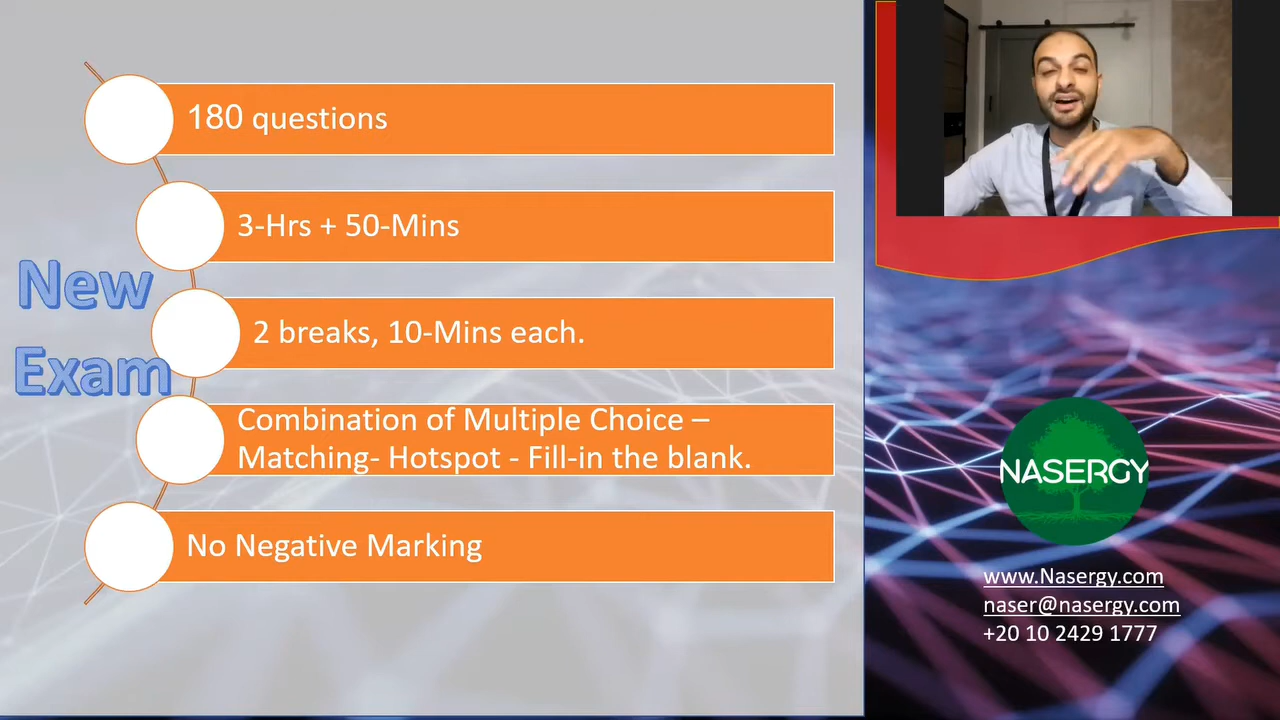 New
Exam
180 questions
3-Hrs + 50-Mins
2 breaks, 10-Mins each.
Combination of Multiple Choice –
Matching- Hotspot - Fill-in the blank.
No Negative Marking
NASERGY
www.Nasergy.com
naser@nasergy.com
+20 10 2429 1777